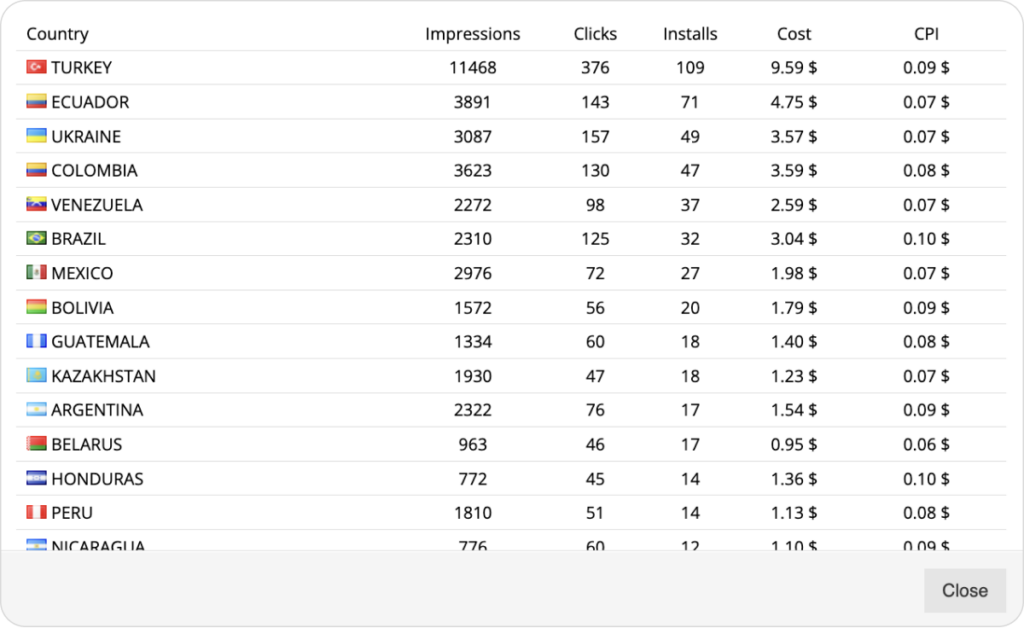 Country Impressions Clicks Installs Cost CPI
TURKEY 11468 376 109 9.59 $ 0.09 $
ECUADOR 3891 143 71 4.75 $ 0.07 $
UKRAINE 3087 157 49 3.57 $ 0.07 $
COLOMBIA 3623 130 47 3.59 $ 0.08 $
VENEZUELA 2272 98 37 2.59 $ 0.07 $
BRAZIL 2310 125 32 3.04 $ 0.10 $
MEXICO 2976 72 27 1.98 $ 0.07 $
BOLIVIA 1572 56 20 1.79 $ 0.09 $
GUATEMALA 1334 60 18 1.40 $ 0.08 $
KAZAKHSTAN 1930 47 18 1.23 $ 0.07 $
ARGENTINA 2322 76 17 1.54 $ 0.09 $
BELARUS 963 46 17 0.95 $ 0.06 $
HONDURAS 772 45 14 1.36 $ 0.10 $
PERU 1810 51 14 1.13 $ 0.08 $
NICARAGUA 776 60 12 1.10 $ 0.09 $
Close